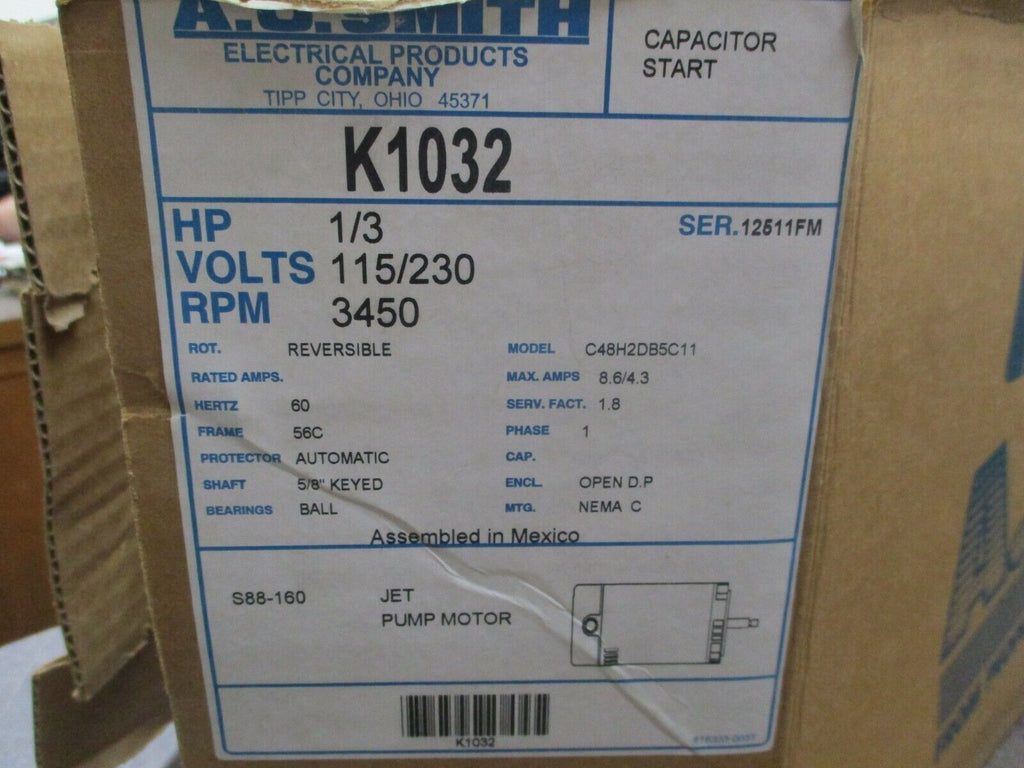 A.O.SMITH
ELECTRICAL PRODUCTS
COMPANY
TIPP CITY, OHIO 45371
CAPACITOR
START
K1032
HP 1/3
SER. 12511FM
VOLTS 115/230
RPM 3450
ROT. REVERSIBLE
MODEL C48H2DB5C11
RATED AMPS.
MAX. AMPS 8.6/4.3
HERTZ 60
SERV. FACT. 1.8
FRAME 56C
PHASE 1
PROTECTOR AUTOMATIC
CAP.
SHAFT 5/8" KEYED
ENCL. OPEN D.P
BEARINGS BALL
MTG. NEMA C
Assembled in Mexico
S88-160
JET
PUMP MOTOR
K1032